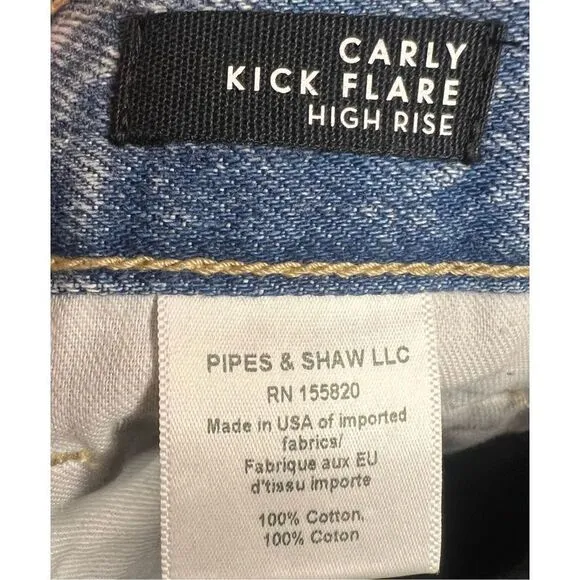 CARLY
KICK FLARE
HIGH RISE
PIPES & SHAW LLC
RN 155820
Made in USA of imported
fabrics/
Fabrique aux EU
d'tissu importe
100% Cotton,
100% Coton